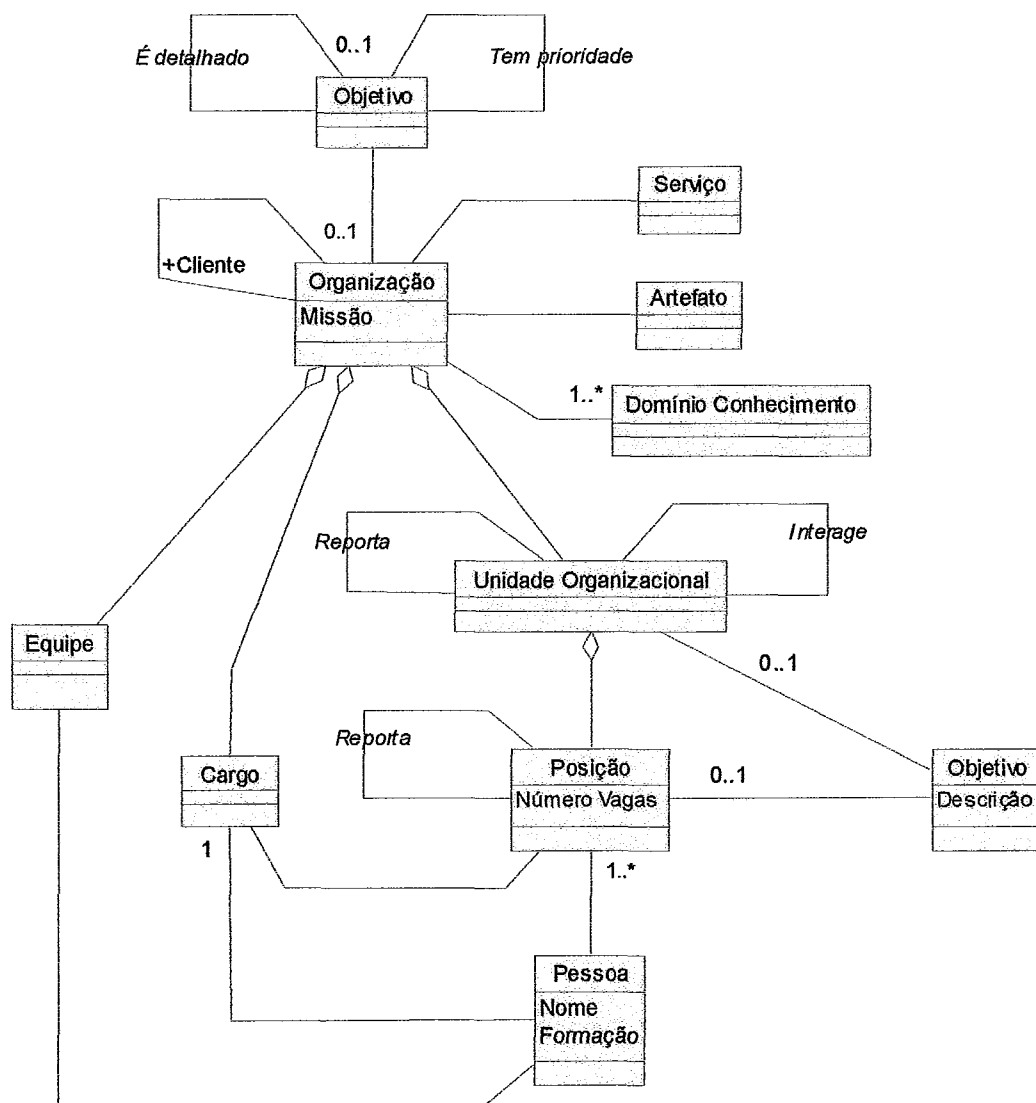 0..1
É detalhado
Tem prioridade
Objetivo
Serviço
0..1
+Cliente
Organização
Missão
Artefato
1..*
Domínio Conhecimento
Reporta
Interage
Unidade Organizacional
Equipe
0..1
Reporta
Cargo
Posição
Número Vagas
0..1
Objetivo
Descrição
1
1..*
Pessoa
Nome
Formação